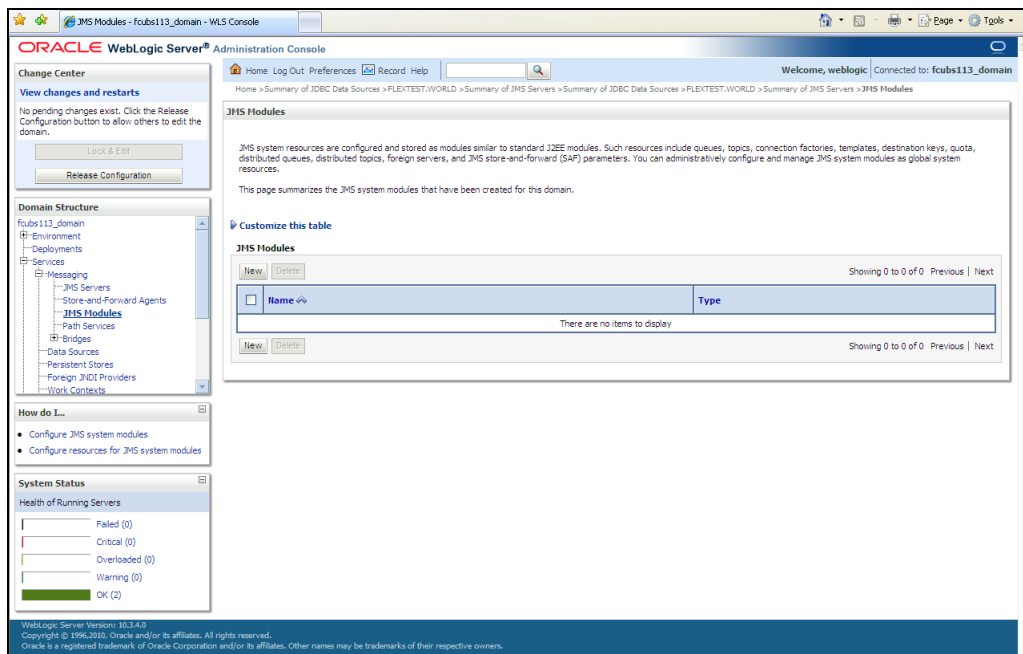 JMS Modules - fcubs113_domain - WLS Console
Page
Tools
ORACLE WebLogic Server® Administration Console
Change Center
View changes and restarts
No pending changes exist. Click the Release
Configuration button to allow others to edit the
domain.
Lock & Edit
Release Configuration
Domain Structure
fcubs113_domain
Environment
Deployments
Services
Messaging
JMS Servers
Store-and-Forward Agents
JMS Modules
Path Services
Bridges
Data Sources
Persistent Stores
Foreign JNDI Providers
Work Contexts
How do I...
Configure JMS system modules
Configure resources for JMS system modules
System Status
Health of Running Servers
Failed (0)
Critical (0)
Overloaded (0)
Warning (0)
OK (2)
Home Log Out Preferences Record Help
Welcome, weblogic Connected to: fcubs113_domain
Home >Summary of JDBC Data Sources >FLEXTEST.WORLD >Summary of JMS Servers >Summary of JDBC Data Sources >FLEXTEST.WORLD >Summary of JMS Servers >JMS Modules
JMS Modules
JMS system resources are configured and stored as modules similar to standard J2EE modules. Such resources include queues, topics, connection factories, templates, destination keys, quota,
distributed queues, distributed topics, foreign servers, and JMS store-and-forward (SAF) parameters. You can administratively configure and manage JMS system modules as global system
resources.
This page summarizes the JMS system modules that have been created for this domain.
Customize this table
JMS Modules
New Delete Showing 0 to 0 of 0 Previous | Next
Name Type
There are no items to display
New Delete Showing 0 to 0 of 0 Previous | Next
WebLogic Server Version: 10.3.4.0
Copyright © 1996,2010, Oracle and/or its affiliates. All rights reserved.
Oracle is a registered trademark of Oracle Corporation and/or its affiliates. Other names may be trademarks of their respective owners.